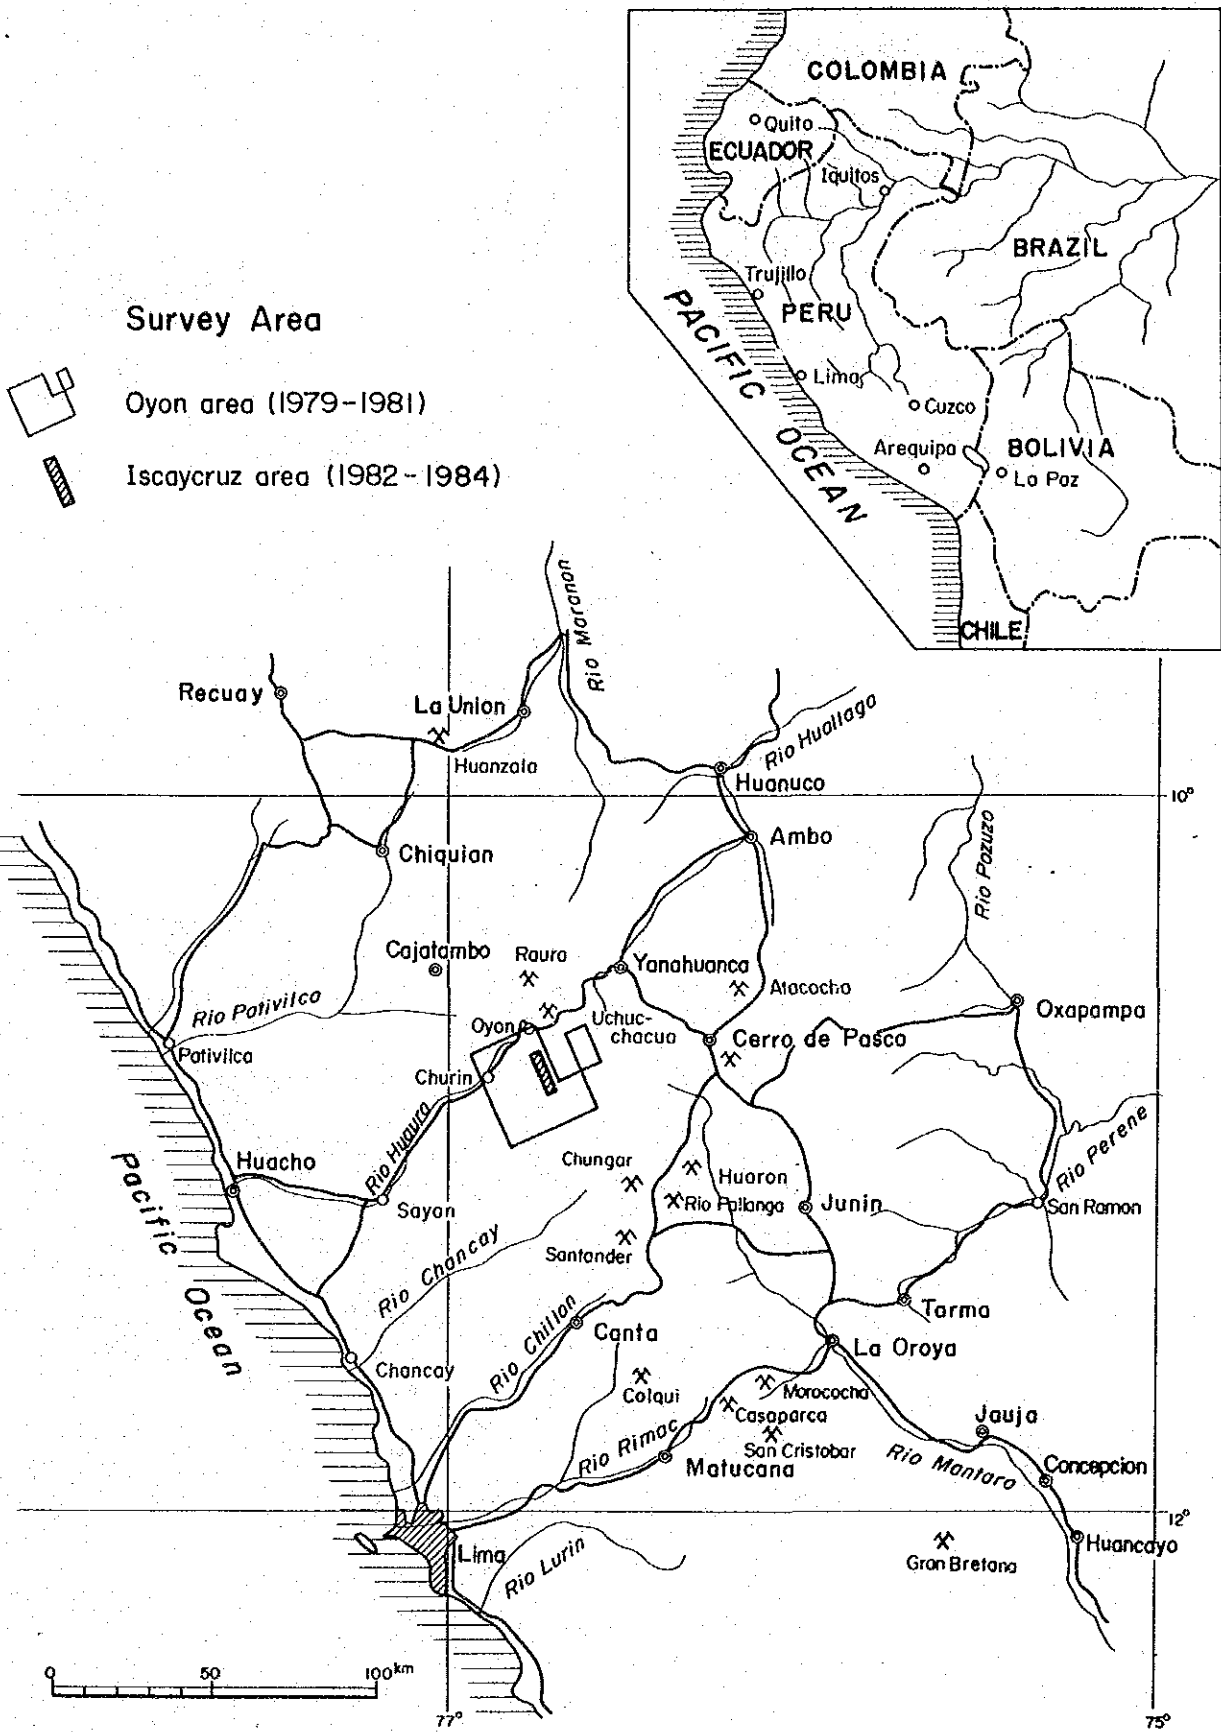 COLOMBIA
Quito
ECUADOR
Iquitos
BRAZIL
Trujillo
PERU
PACIFIC OCEAN
Lima
Cuzco
Arequipa
BOLIVIA
La Paz
CHILE
Survey Area
Oyon area (1979-1981)
Iscaycruz area (1982-1984)
Rio Maranon
Recuay
La Union
Huanzala
Rio Huallaga
Huanuco
10°
Ambo
Chiquian
Rio Pozuzo
Cajatambo
Raura
Yanahuanca
Atacocha
Rio Pativilca
Oxapampa
Oyon
Uchuc-
chacua
Cerro de Pasco
Pativilca
Churin
Rio Huaura
Rio Perene
Pacific Ocean
Huacho
Chungar
Huaron
Sayan
Rio Pallanga
Junin
San Ramon
Rio Chancay
Santander
Rio Chillon
Tarma
Canta
La Oroya
Chancay
Colqui
Morococha
Casaparca
Jauja
Rio Rimac
San Cristobar
Matucana
Rio Mantaro
Concepcion
12°
Lima
Rio Lurin
Gran Bretana
Huancayo
0 50 100km
77°
75°